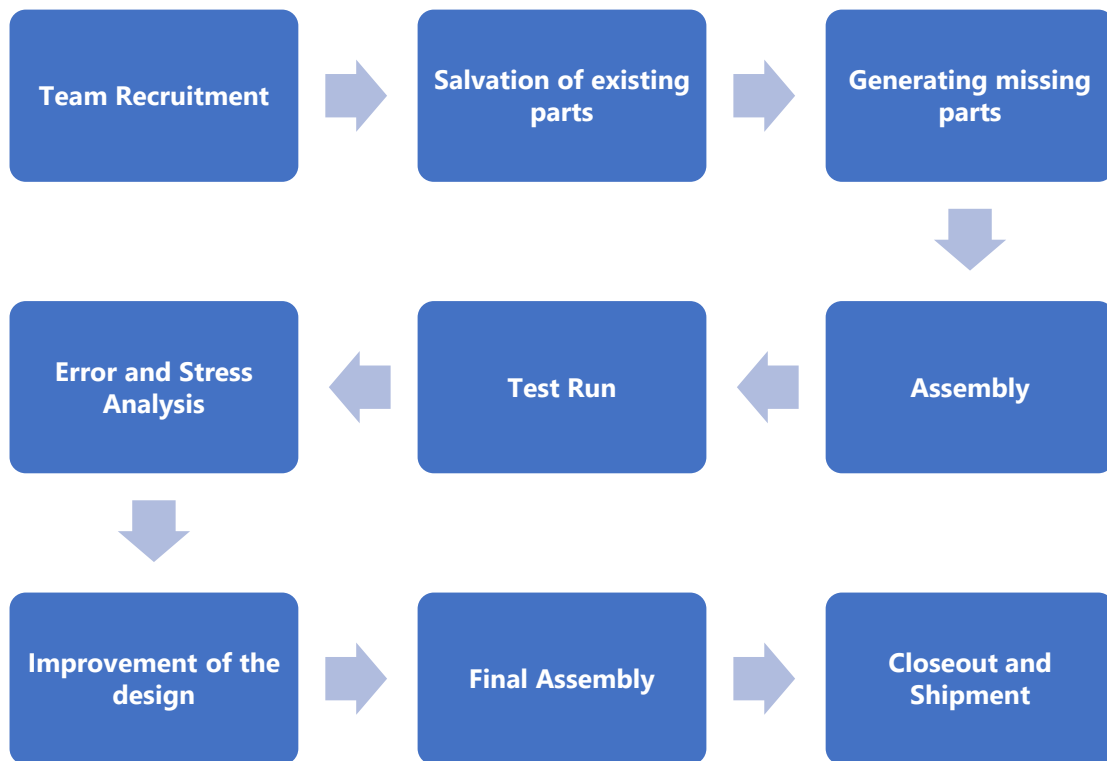 Team Recruitment
Salvation of existing
parts
Generating missing
parts
Assembly
Test Run
Error and Stress
Analysis
Improvement of the
design
Final Assembly
Closeout and
Shipment